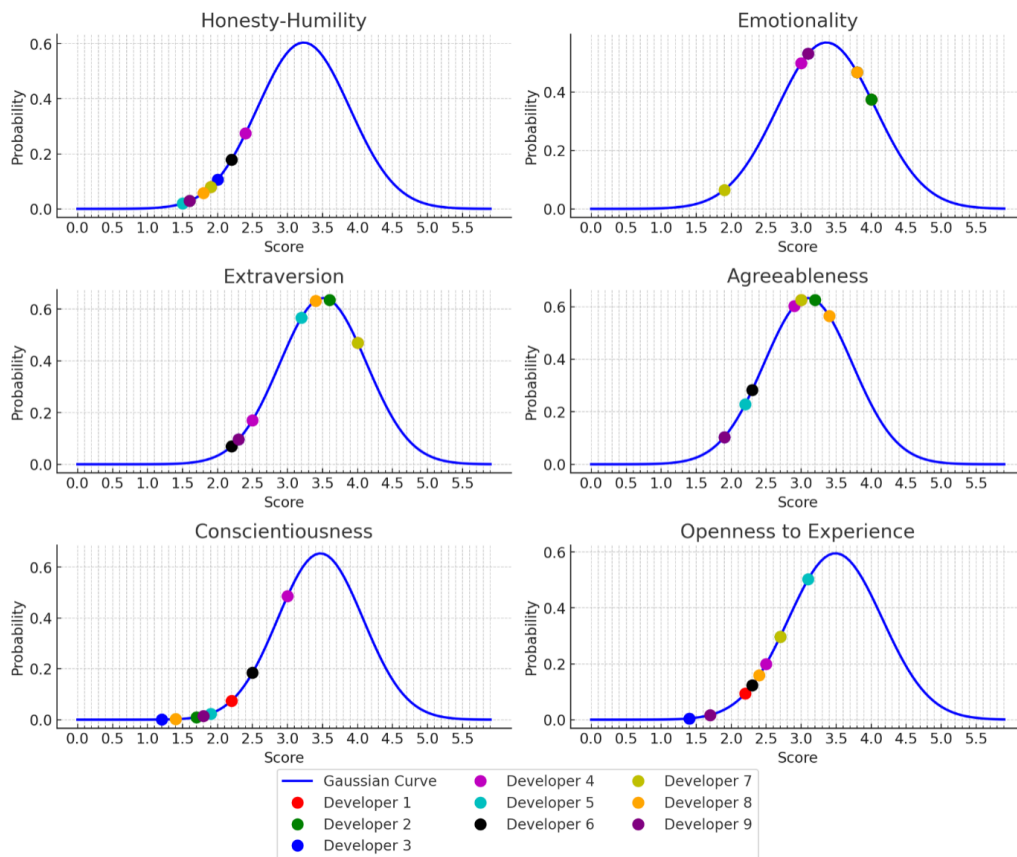 Honesty-Humility
Probability
0.6
0.4
0.2
0.0
0.0 0.5 1.0 1.5 2.0 2.5 3.0 3.5 4.0 4.5 5.0 5.5
Score
Emotionality
Probability
0.4
0.2
0.0
0.0 0.5 1.0 1.5 2.0 2.5 3.0 3.5 4.0 4.5 5.0 5.5
Score
Extraversion
Probability
0.6
0.4
0.2
0.0
0.0 0.5 1.0 1.5 2.0 2.5 3.0 3.5 4.0 4.5 5.0 5.5
Score
Agreeableness
Probability
0.6
0.4
0.2
0.0
0.0 0.5 1.0 1.5 2.0 2.5 3.0 3.5 4.0 4.5 5.0 5.5
Score
Conscientiousness
Probability
0.6
0.4
0.2
0.0
0.0 0.5 1.0 1.5 2.0 2.5 3.0 3.5 4.0 4.5 5.0 5.5
Score
Openness to Experience
Probability
0.6
0.4
0.2
0.0
0.0 0.5 1.0 1.5 2.0 2.5 3.0 3.5 4.0 4.5 5.0 5.5
Score
Gaussian Curve
Developer 1
Developer 2
Developer 3
Developer 4
Developer 5
Developer 6
Developer 7
Developer 8
Developer 9